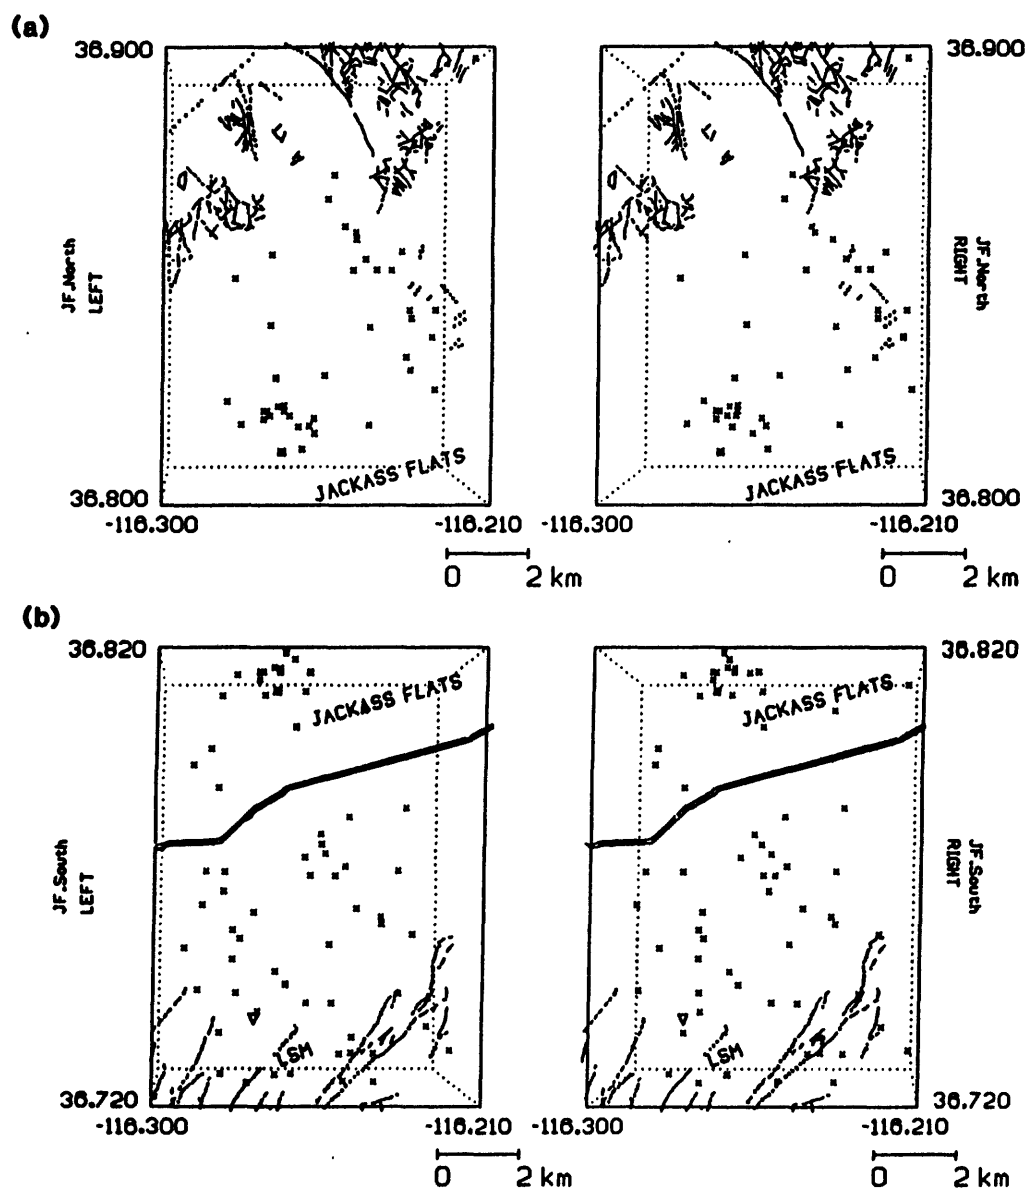 (a)
36.900
36.900
JF.North
LEFT
JF.North
RIGHT
JACKASS FLATS
JACKASS FLATS
36.800
36.800
-116.300
-116.210
-116.300
-116.210
0 2 km
0 2 km
(b)
36.820
36.820
JACKASS FLATS
JACKASS FLATS
JF.South
LEFT
JF.South
RIGHT
LSM
LSM
36.720
36.720
-116.300
-116.210
-116.300
-116.210
0 2 km
0 2 km